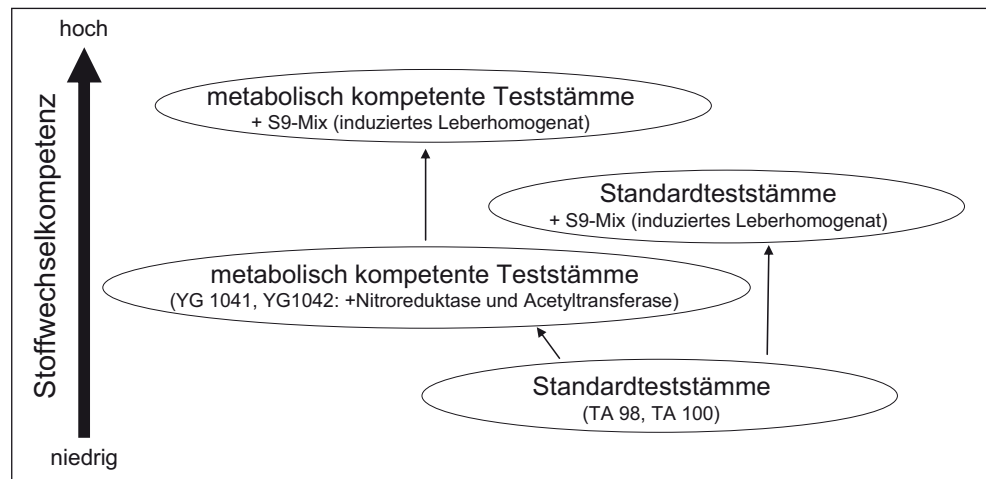 hoch
Stoffwechselkompetenz
niedrig
metabolisch kompetente Teststämme
+ S9-Mix (induziertes Leberhomogenat)
Standardteststämme
+ S9-Mix (induziertes Leberhomogenat)
metabolisch kompetente Teststämme
(YG 1041, YG1042: +Nitroreduktase und Acetyltransferase)
Standardteststämme
(TA 98, TA 100)